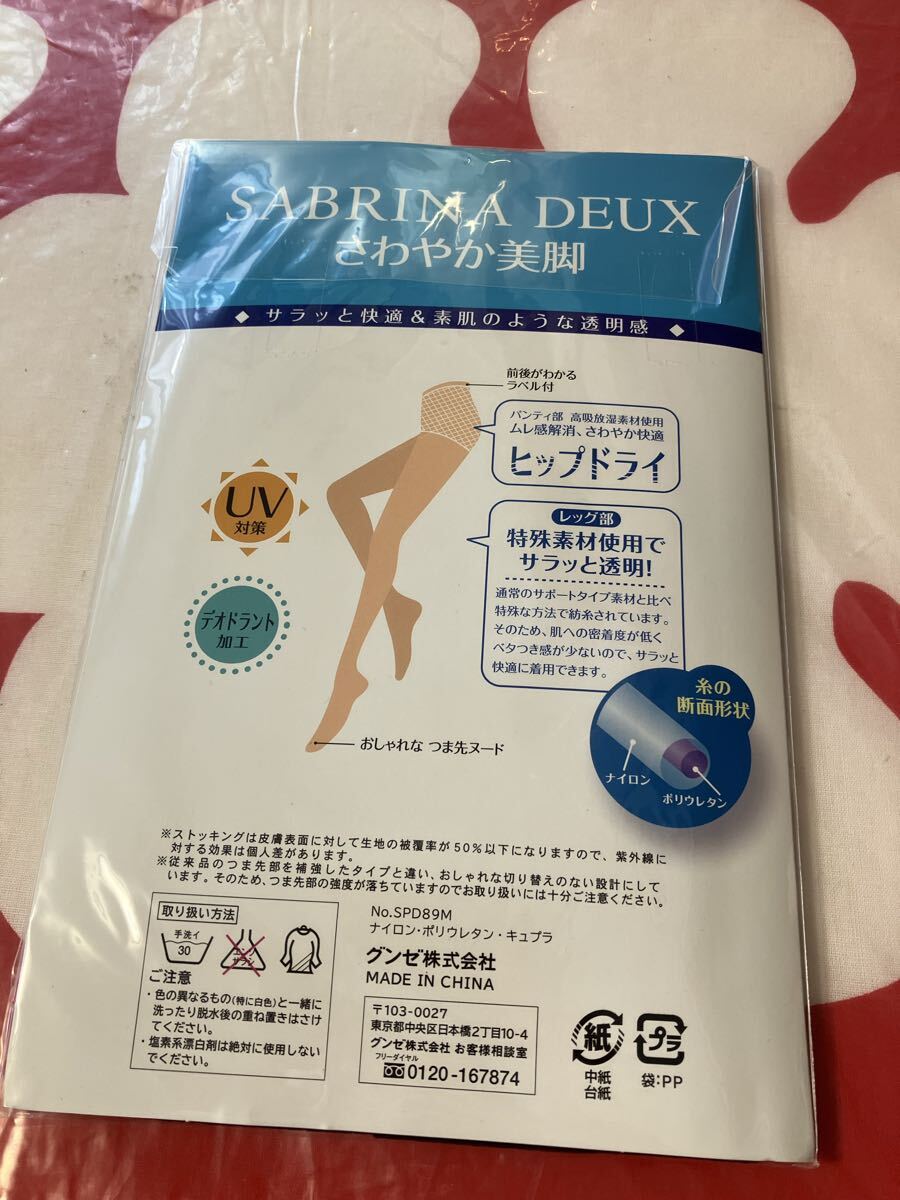 SABRINA DEUX
さわやか美脚
◆ サラッと快適&素肌のような透明感 ◆
前後がわかる
ラベル付
パンティ部 高吸放湿素材使用
ムレ感解消、さわやか快適
ヒップドライ
UV
対策
レッグ部
特殊素材使用で
サラッと透明!
通常のサポートタイプ素材と比べ
特殊な方法で紡糸されています。
そのため、肌への密着度が低く
ベタつき感が少ないので、サラッと
快適に着用できます。
デオドラント
加工
糸の
断面形状
ナイロン
ポリウレタン
おしゃれな つま先ヌード
※ストッキングは皮膚表面に対して生地の被覆率が50%以下になりますので、紫外線に
対する効果は個人差があります。
※従来品のつま先部を補強したタイプと違い、おしゃれな切り替えのない設計にして
います。そのため、つま先部の強度が落ちていますのでお取り扱いには十分ご注意ください。
取り扱い方法
手洗イ
30
エンソ
サラシ
ご注意
・色の異なるもの(特に白色)と一緒に
洗ったり脱水後の重ね置きはさけ
てください。
・塩素系漂白剤は絶対に使用しない
でください。
No.SPD89M
ナイロン・ポリウレタン・キュプラ
グンゼ株式会社
MADE IN CHINA
〒103-0027
東京都中央区日本橋2丁目10-4
グンゼ株式会社 お客様相談室
フリーダイヤル
0120-167874
紙
中紙
台紙
プラ
袋:PP